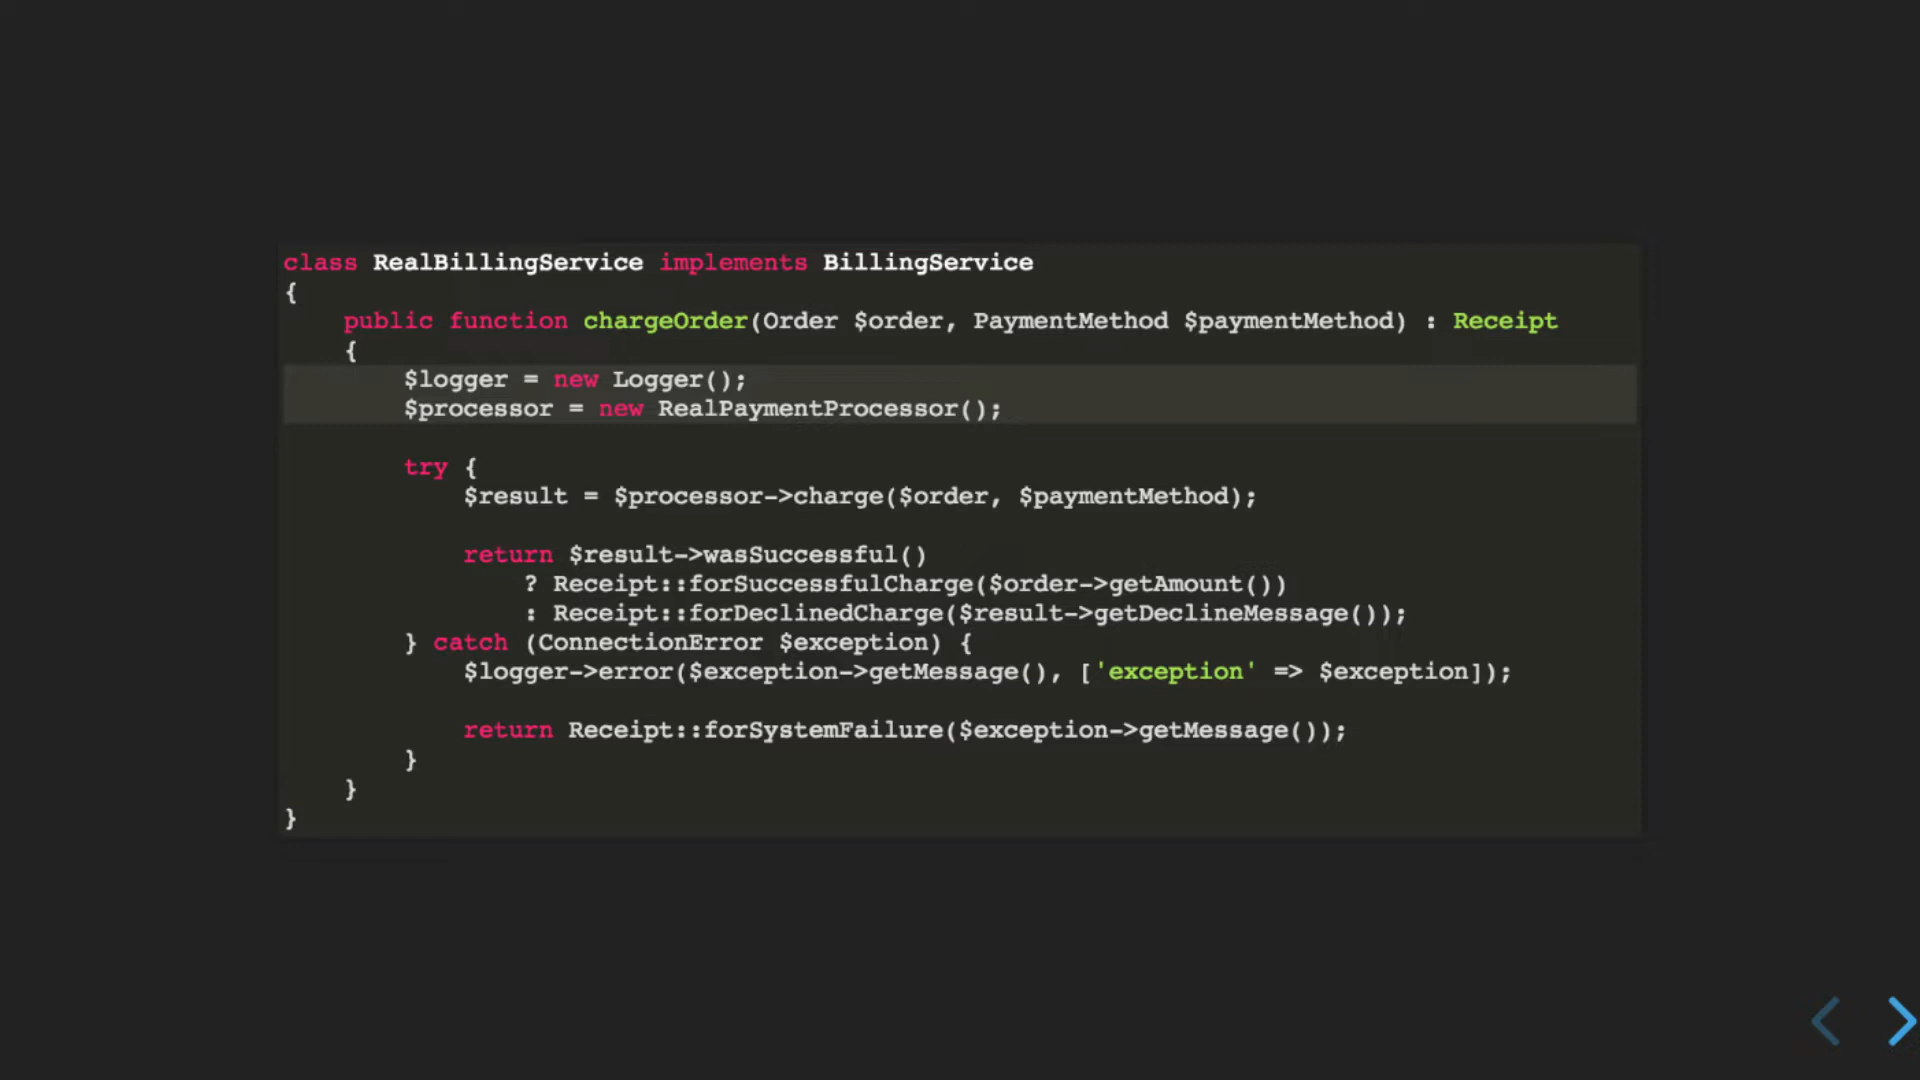 class RealBillingService implements BillingService
{
    public function chargeOrder(Order $order, PaymentMethod $paymentMethod) : Receipt
    {
        $logger = new Logger();
        $processor = new RealPaymentProcessor();

        try {
            $result = $processor->charge($order, $paymentMethod);

            return $result->wasSuccessful()
                ? Receipt::forSuccessfulCharge($order->getAmount())
                : Receipt::forDeclinedCharge($result->getDeclineMessage());
        } catch (ConnectionError $exception) {
            $logger->error($exception->getMessage(), ['exception' => $exception]);

            return Receipt::forSystemFailure($exception->getMessage());
        }
    }
}